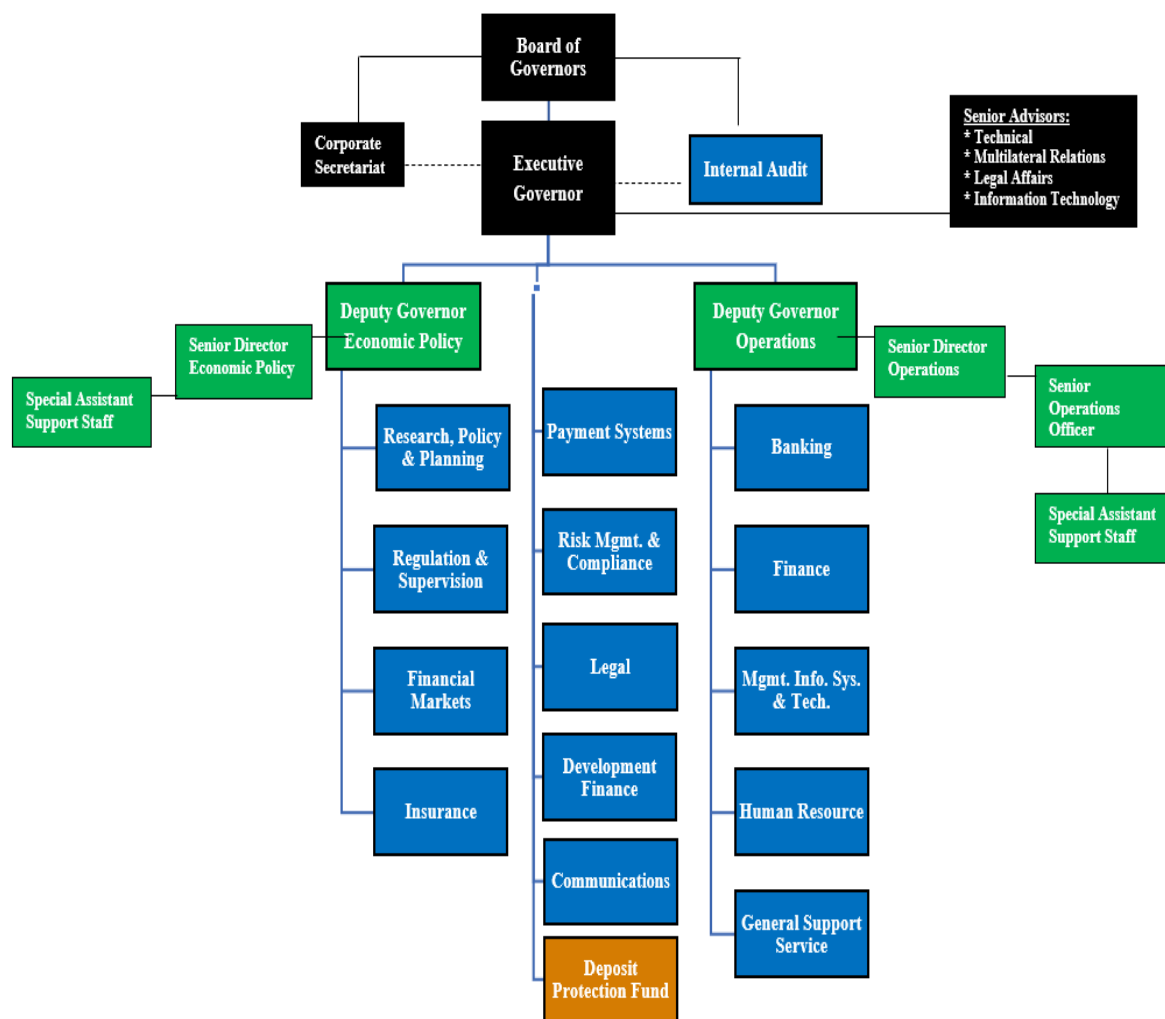 Board of
Governors
Corporate
Secretariat
Executive
Governor
Internal Audit
Senior Advisors:
* Technical
* Multilateral Relations
* Legal Affairs
* Information Technology
Deputy Governor
Economic Policy
Senior Director
Economic Policy
Special Assistant
Support Staff
Deputy Governor
Operations
Senior Director
Operations
Senior
Operations
Officer
Special Assistant
Support Staff
Research, Policy
& Planning
Regulation &
Supervision
Financial
Markets
Insurance
Payment Systems
Risk Mgmt. &
Compliance
Legal
Development
Finance
Communications
Deposit
Protection Fund
Banking
Finance
Mgmt. Info. Sys.
& Tech.
Human Resource
General Support
Service